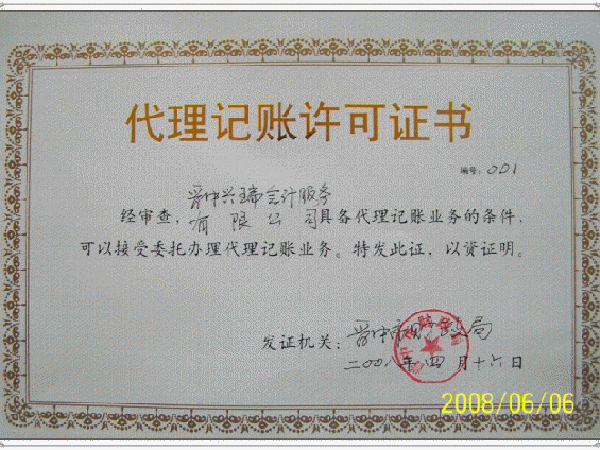 代理记账许可证书
编号：001
晋中兴瑞会计服务
经审查，有限公司具备代理记账业务的条件，
可以接受委托办理代理记账业务。特发此证，以资证明。
发证机关：晋中市财政局
二00八年四月十六日
2008/06/06